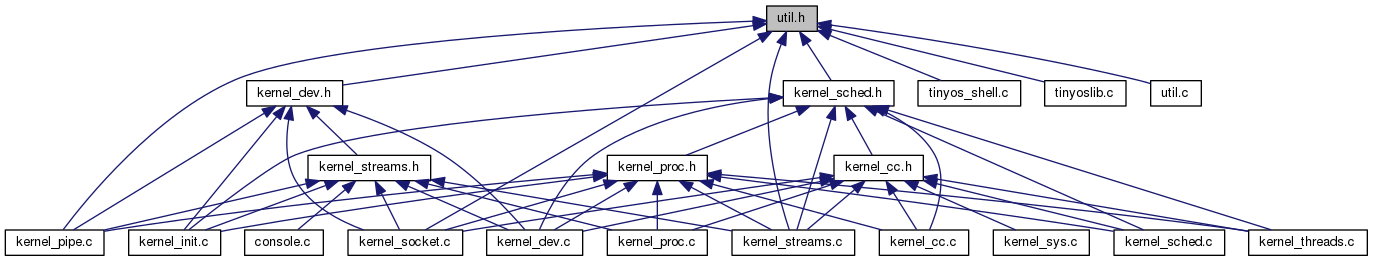 util.h
kernel_dev.h
kernel_sched.h
tinyos_shell.c
tinyoslib.c
util.c
kernel_streams.h
kernel_proc.h
kernel_cc.h
kernel_pipe.c
kernel_init.c
console.c
kernel_socket.c
kernel_dev.c
kernel_proc.c
kernel_streams.c
kernel_cc.c
kernel_sys.c
kernel_sched.c
kernel_threads.c